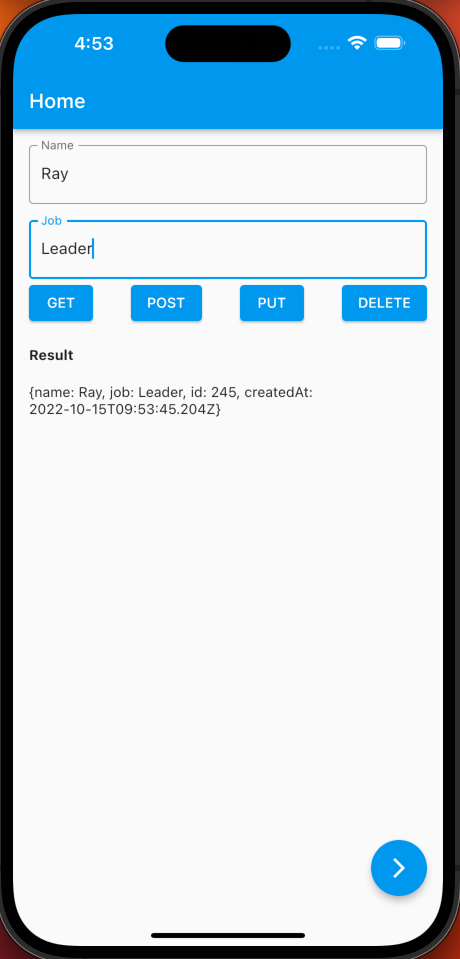 4:53
Home
Name
Ray
Job
Leader
GET POST PUT DELETE
Result
{name: Ray, job: Leader, id: 245, createdAt:
2022-10-15T09:53:45.204Z}